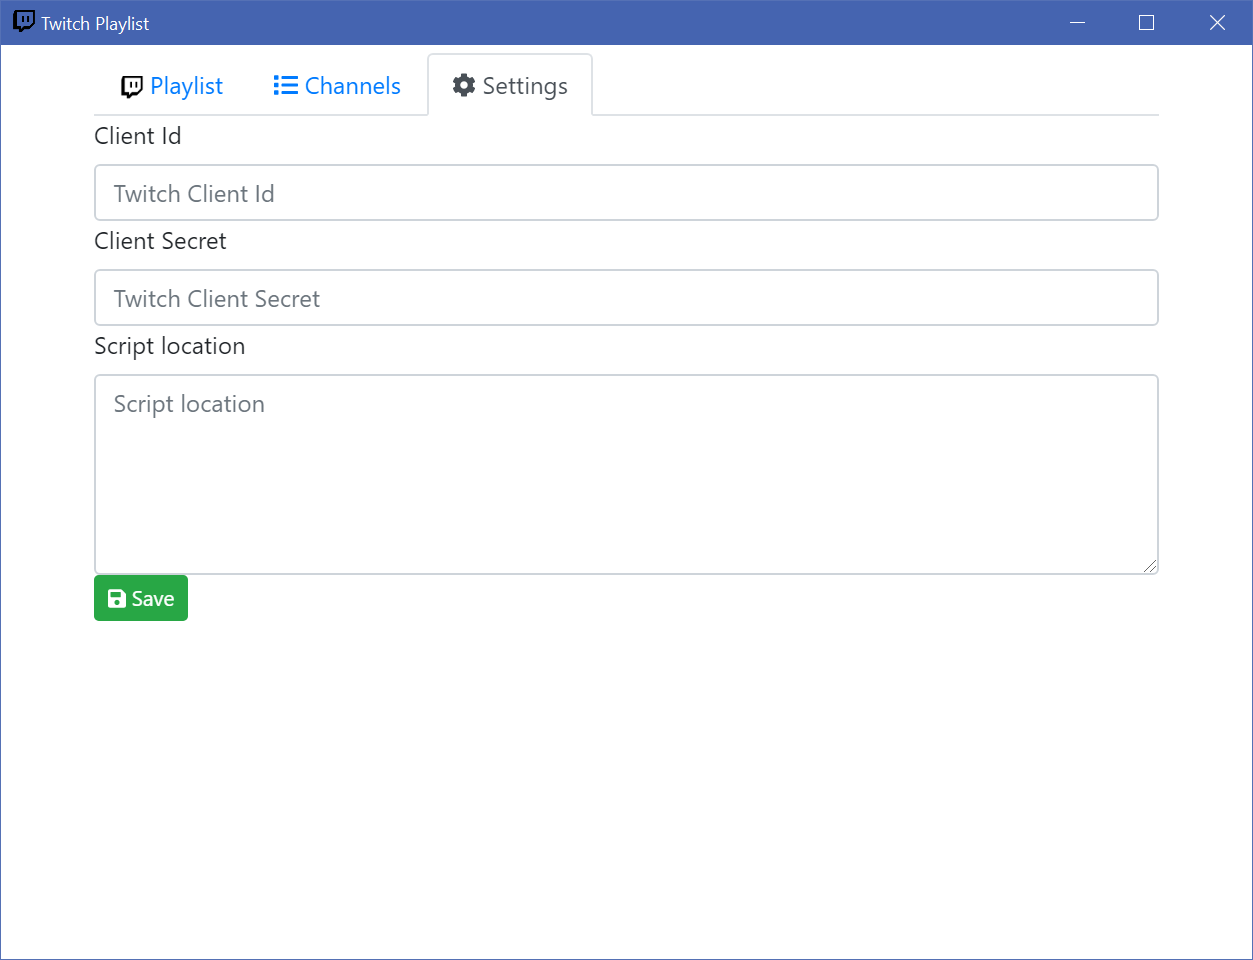 Twitch Playlist
Playlist Channels Settings
Client Id
Twitch Client Id
Client Secret
Twitch Client Secret
Script location
Script location
Save